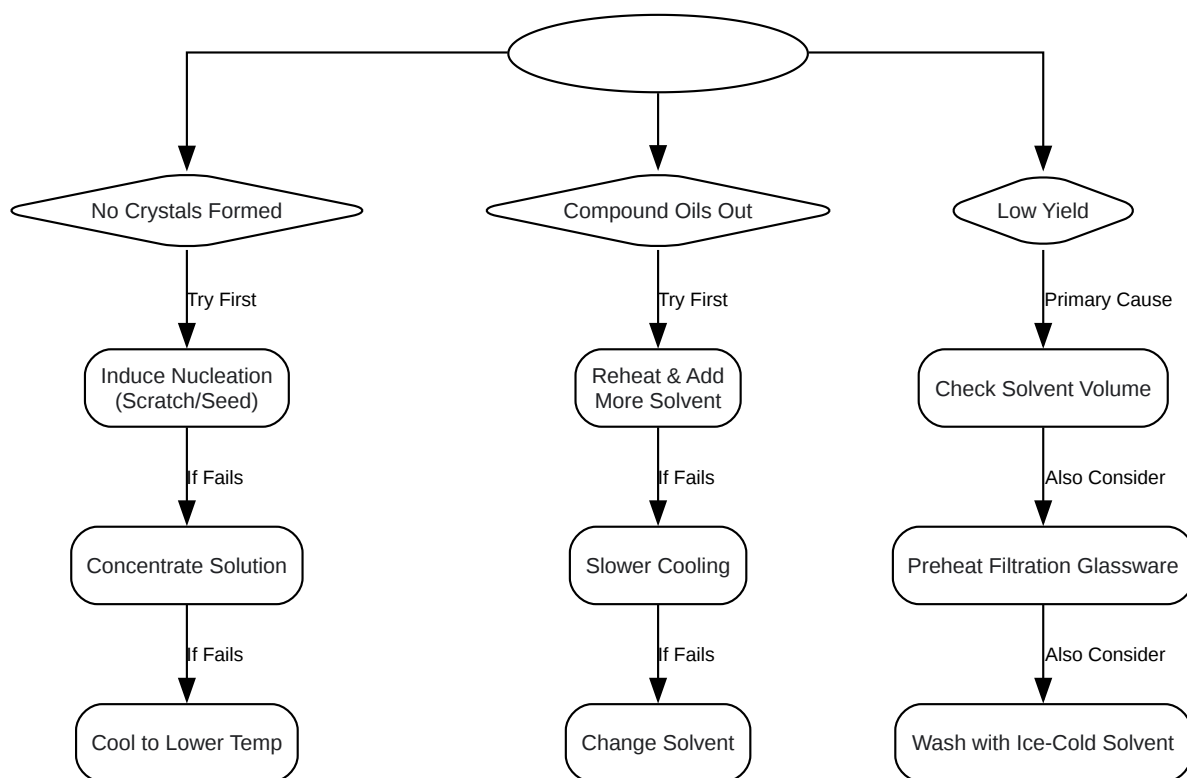 No Crystals Formed
Compound Oils Out
Low Yield
Try First
Try First
Primary Cause
Induce Nucleation
(Scratch/Seed)
Reheat & Add
More Solvent
Check Solvent Volume
If Fails
If Fails
Also Consider
Concentrate Solution
Slower Cooling
Preheat Filtration Glassware
If Fails
If Fails
Also Consider
Cool to Lower Temp
Change Solvent
Wash with Ice-Cold Solvent